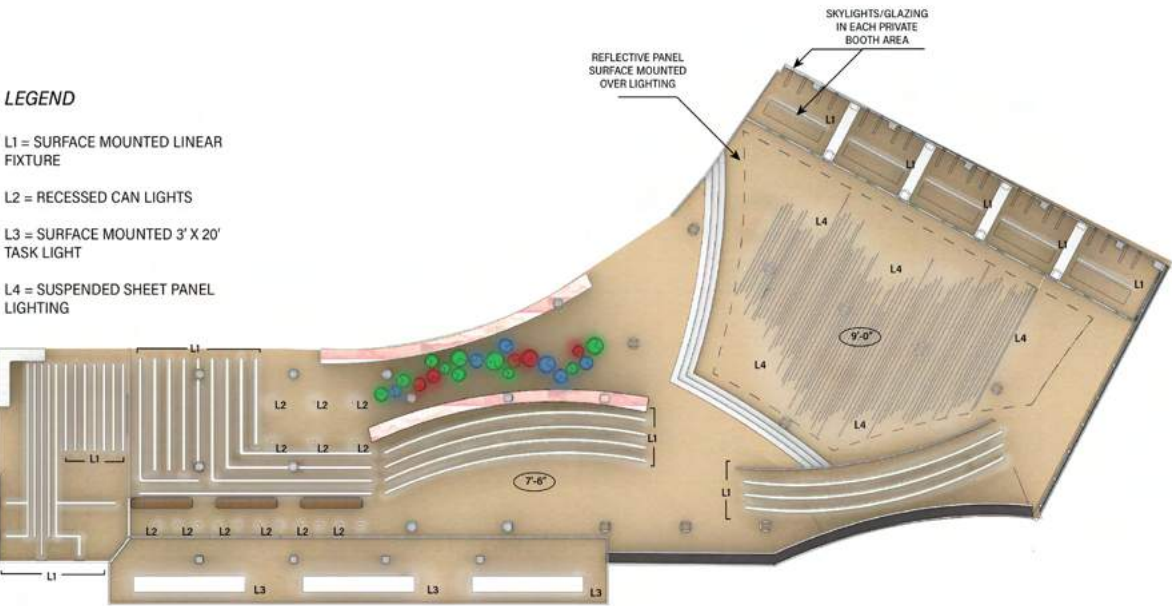 SKYLIGHTS/GLAZING
IN EACH PRIVATE
BOOTH AREA
REFLECTIVE PANEL
SURFACE MOUNTED
OVER LIGHTING
LEGEND
L1 = SURFACE MOUNTED LINEAR
FIXTURE
L2 = RECESSED CAN LIGHTS
L3 = SURFACE MOUNTED 3' X 20'
TASK LIGHT
L4 = SUSPENDED SHEET PANEL
LIGHTING
L1
L1
L1
L1
L1
L4
L4
L4
L4
L4
9'-0"
L1
L2 L2 L2
L2 L2 L2
L1
L1
7'-6"
L1
L2 L2 L2 L2 L2 L2
L1
L3 L3 L3